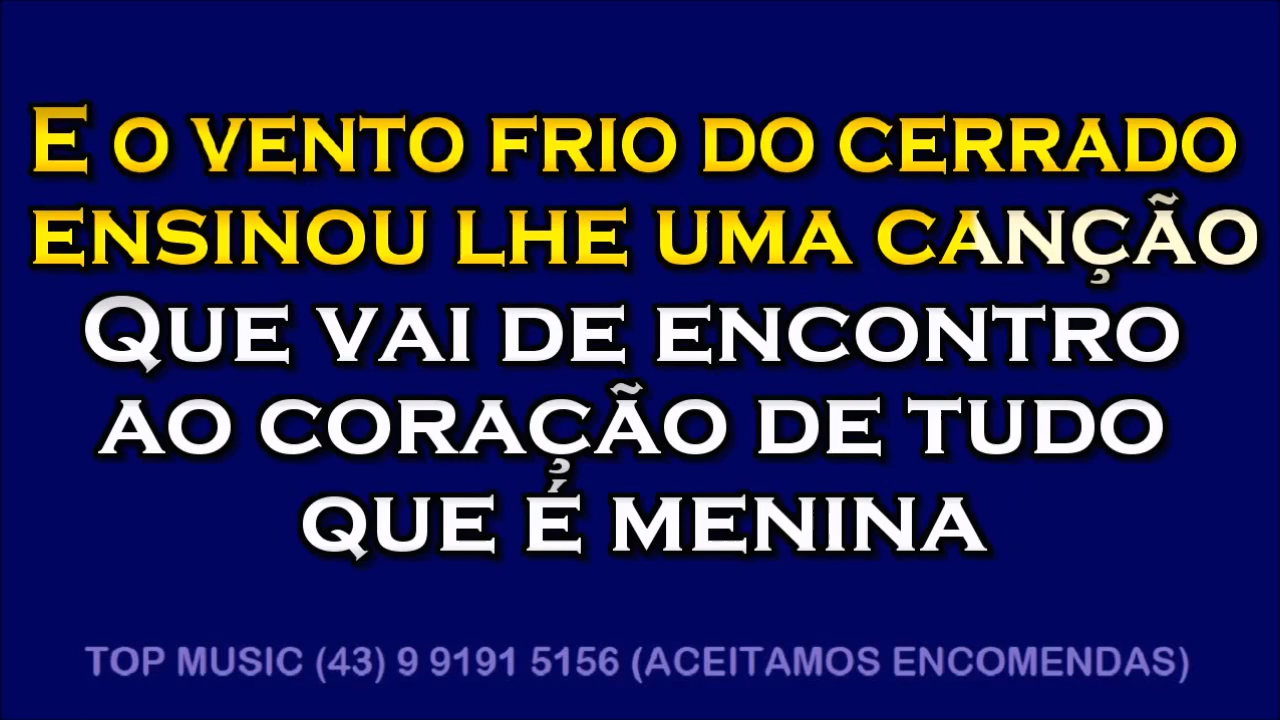 E O VENTO FRIO DO CERRADO
ENSINOU LHE UMA CANÇÃO
QUE VAI DE ENCONTRO
AO CORAÇÃO DE TUDO
QUE É MENINA
TOP MUSIC (43) 9 9191 5156 (ACEITAMOS ENCOMENDAS)